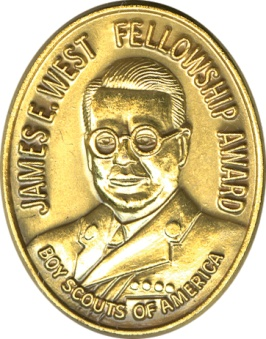 JAMES E. WEST FELLOWSHIP AWARD
BOY SCOUTS OF AMERICA